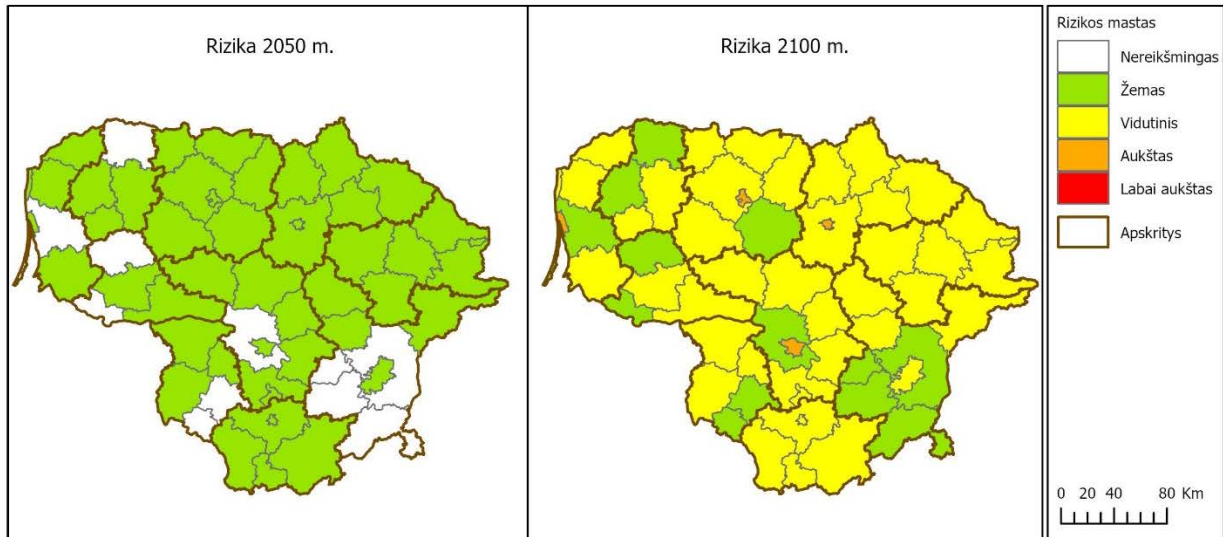 Rizika 2050 m.
Rizika 2100 m.
Rizikos mastas
Nereikšmingas
Žemas
Vidutinis
Aukštas
Labai aukštas
Apskritys
0 20 40 80 Km